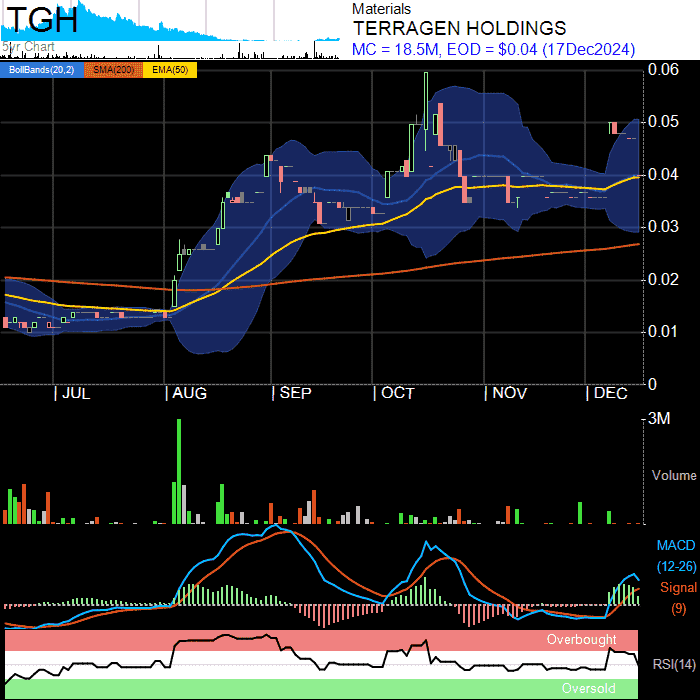 TGH
5yr Chart
Materials
TERRAGEN HOLDINGS
MC = 18.5M, EOD = $0.04 (17Dec2024)
BollBands(20,2) SMA(200) EMA(50)
0.06
0.05
0.04
0.03
0.02
0.01
0
| JUL | AUG | SEP | OCT | NOV | DEC
3M
Volume
MACD
(12-26)
Signal
(9)
Overbought
RSI(14)
Oversold